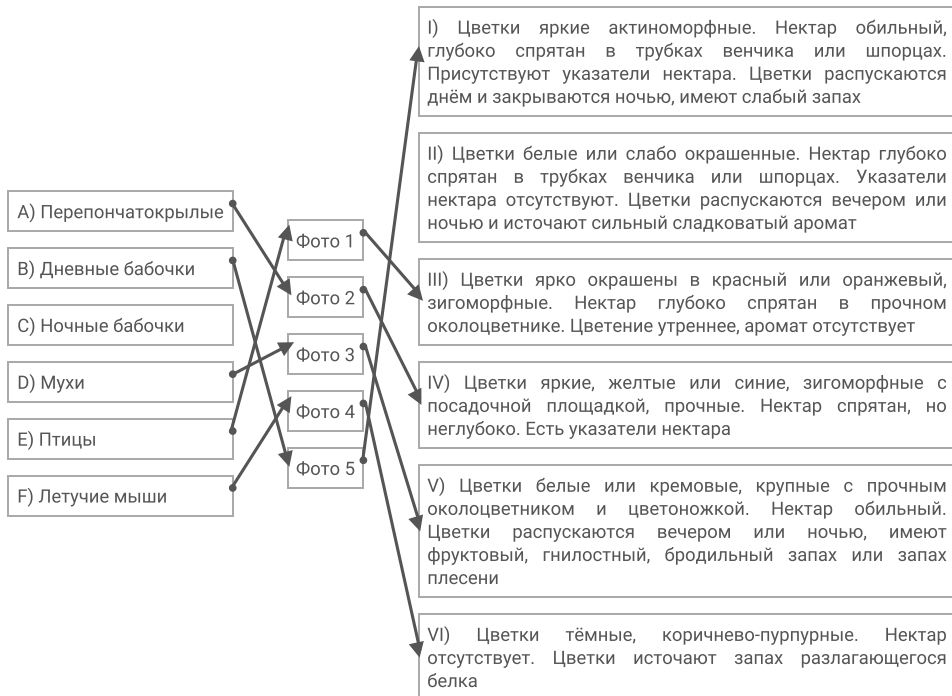 A) Перепончатокрылые
B) Дневные бабочки
C) Ночные бабочки
D) Мухи
E) Птицы
F) Летучие мыши
Фото 1
Фото 2
Фото 3
Фото 4
Фото 5
I) Цветки яркие актиноморфные. Нектар обильный,
глубоко спрятан в трубках венчика или шпорцах.
Присутствуют указатели нектара. Цветки распускаются
днём и закрываются ночью, имеют слабый запах
II) Цветки белые или слабо окрашенные. Нектар глубоко
спрятан в трубках венчика или шпорцах. Указатели
нектара отсутствуют. Цветки распускаются вечером или
ночью и источают сильный сладковатый аромат
III) Цветки ярко окрашены в красный или оранжевый,
зигоморфные. Нектар глубоко спрятан в прочном
околоцветнике. Цветение утреннее, аромат отсутствует
IV) Цветки яркие, желтые или синие, зигоморфные с
посадочной площадкой, прочные. Нектар спрятан, но
неглубоко. Есть указатели нектара
V) Цветки белые или кремовые, крупные с прочным
околоцветником и цветоножкой. Нектар обильный.
Цветки распускаются вечером или ночью, имеют
фруктовый, гнилостный, бродильный запах или запах
плесени
VI) Цветки тёмные, коричнево-пурпурные. Нектар
отсутствует. Цветки источают запах разлагающегося
белка